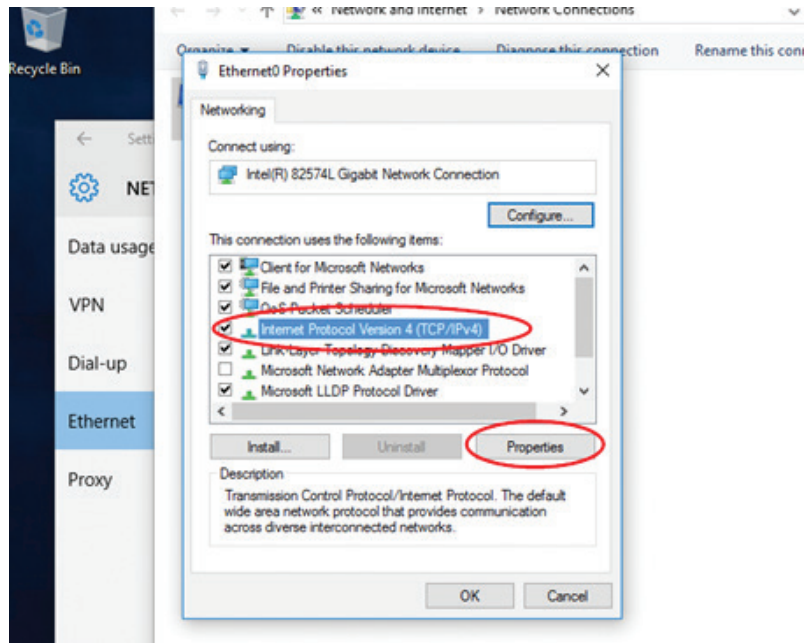 Network and Internet > Network Connections
Recycle Bin
Organize Disable this network device Diagnose this connection Rename this conn
Ethernet0 Properties
Networking
Connect using:
Intel(R) 82574L Gigabit Network Connection
Configure...
This connection uses the following items:
Client for Microsoft Networks
File and Printer Sharing for Microsoft Networks
QoS Packet Scheduler
Internet Protocol Version 4 (TCP/IPv4)
Link-Layer Topology Discovery Mapper I/O Driver
Microsoft Network Adapter Multiplexor Protocol
Microsoft LLDP Protocol Driver
Install... Uninstall Properties
Description
Transmission Control Protocol/Internet Protocol. The default
wide area network protocol that provides communication
across diverse interconnected networks.
OK Cancel
Sett
NET
Data usage
VPN
Dial-up
Ethernet
Proxy